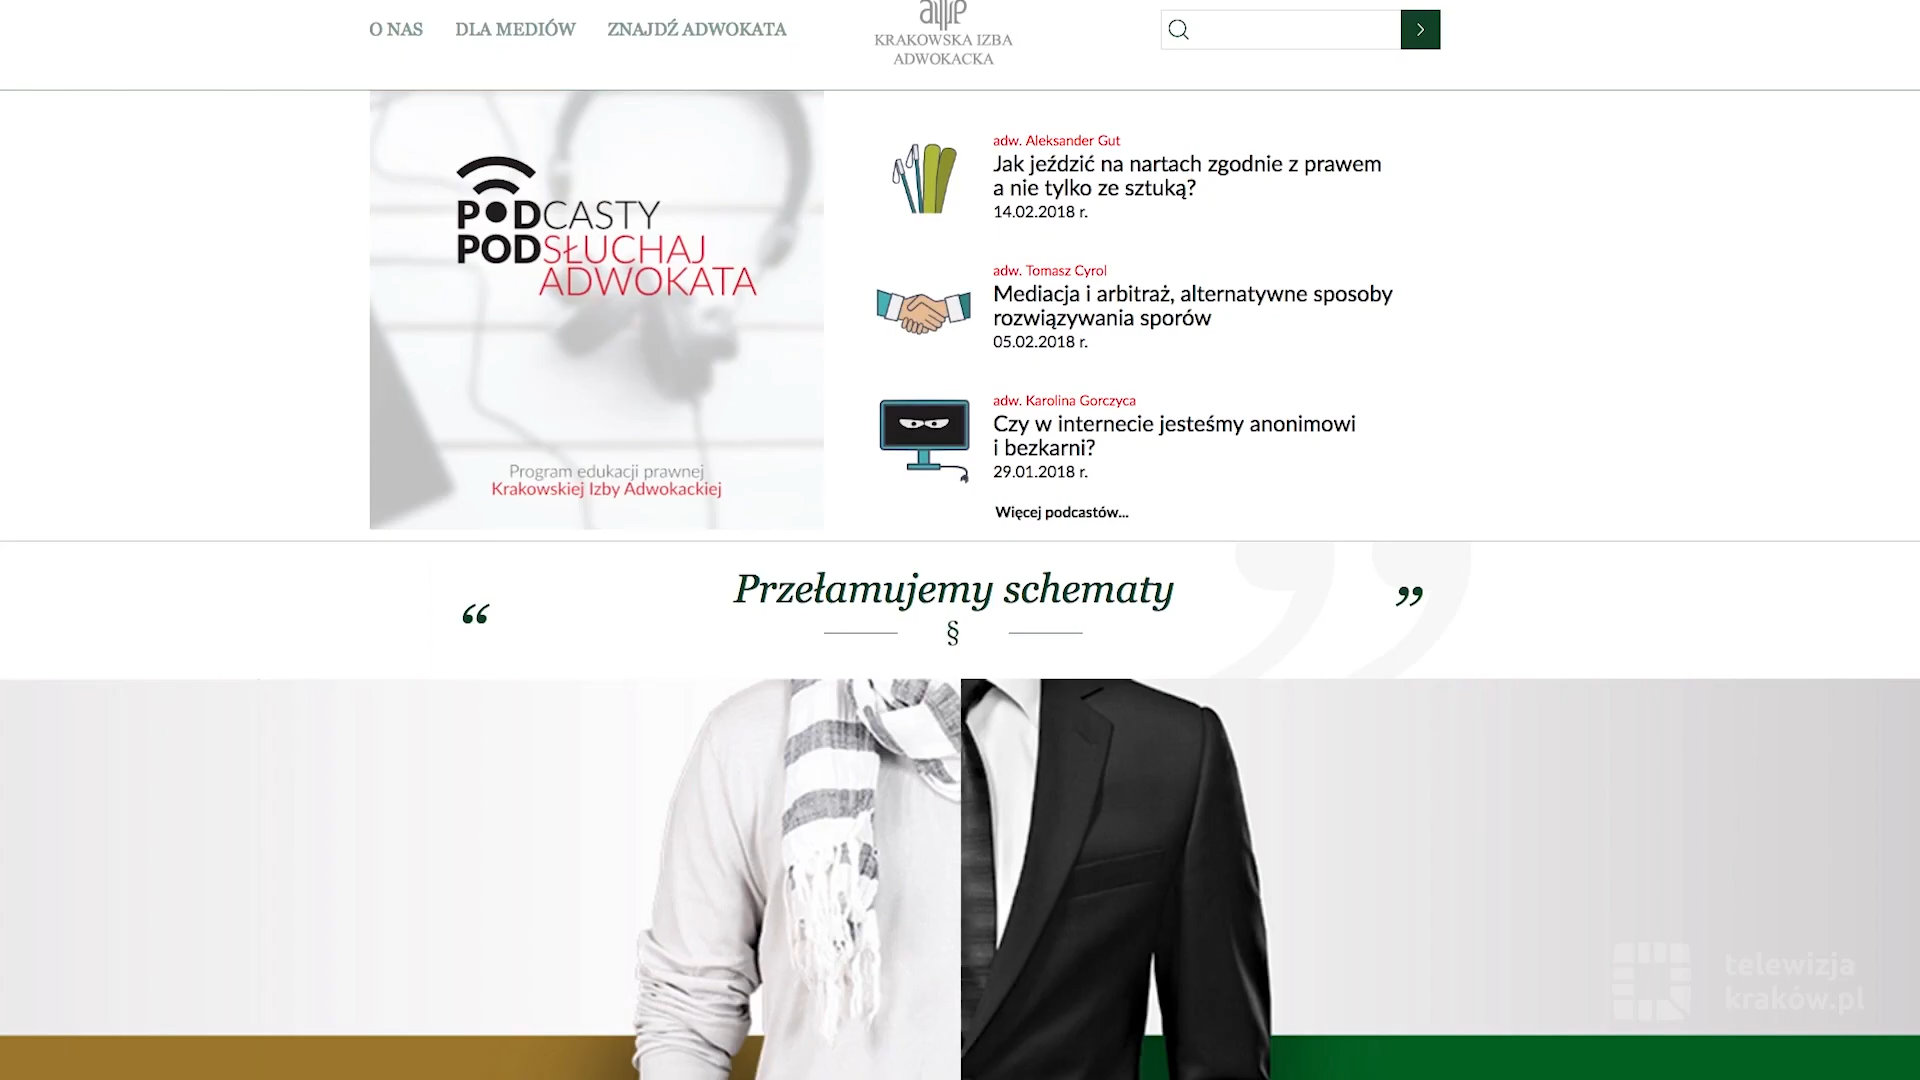 O NAS
DLA MEDIÓW
ZNAJDŹ ADWOKATA
KRAKOWSKA IZBA
ADWOKACKA
PODCASTY
PODSŁUCHAJ
ADWOKATA
Program edukacji prawnej
Krakowskiej Izby Adwokackiej
adw. Aleksander Gut
Jak jeździć na nartach zgodnie z prawem
a nie tylko ze sztuką?
14.02.2018 r.
adw. Tomasz Cyrol
Mediacja i arbitraż, alternatywne sposoby
rozwiązywania sporów
05.02.2018 r.
adw. Karolina Gorczyca
Czy w internecie jesteśmy anonimowi
i bezkarni?
29.01.2018 r.
Więcej podcastów...
“ Przełamujemy schematy ”
§
telewizja
kraków.pl